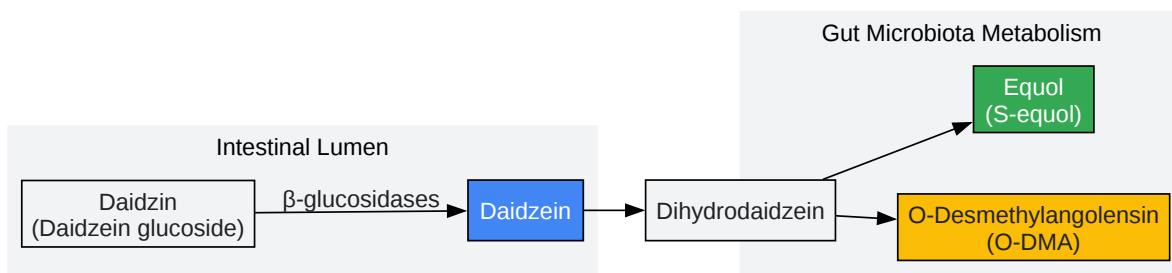 Gut Microbiota Metabolism
Equol
(S-equol)
Intestinal Lumen
Daidzin
(Daidzein glucoside)
β-glucosidases
Daidzein
Dihydrodaidzein
O-Desmethylangolensin
(O-DMA)